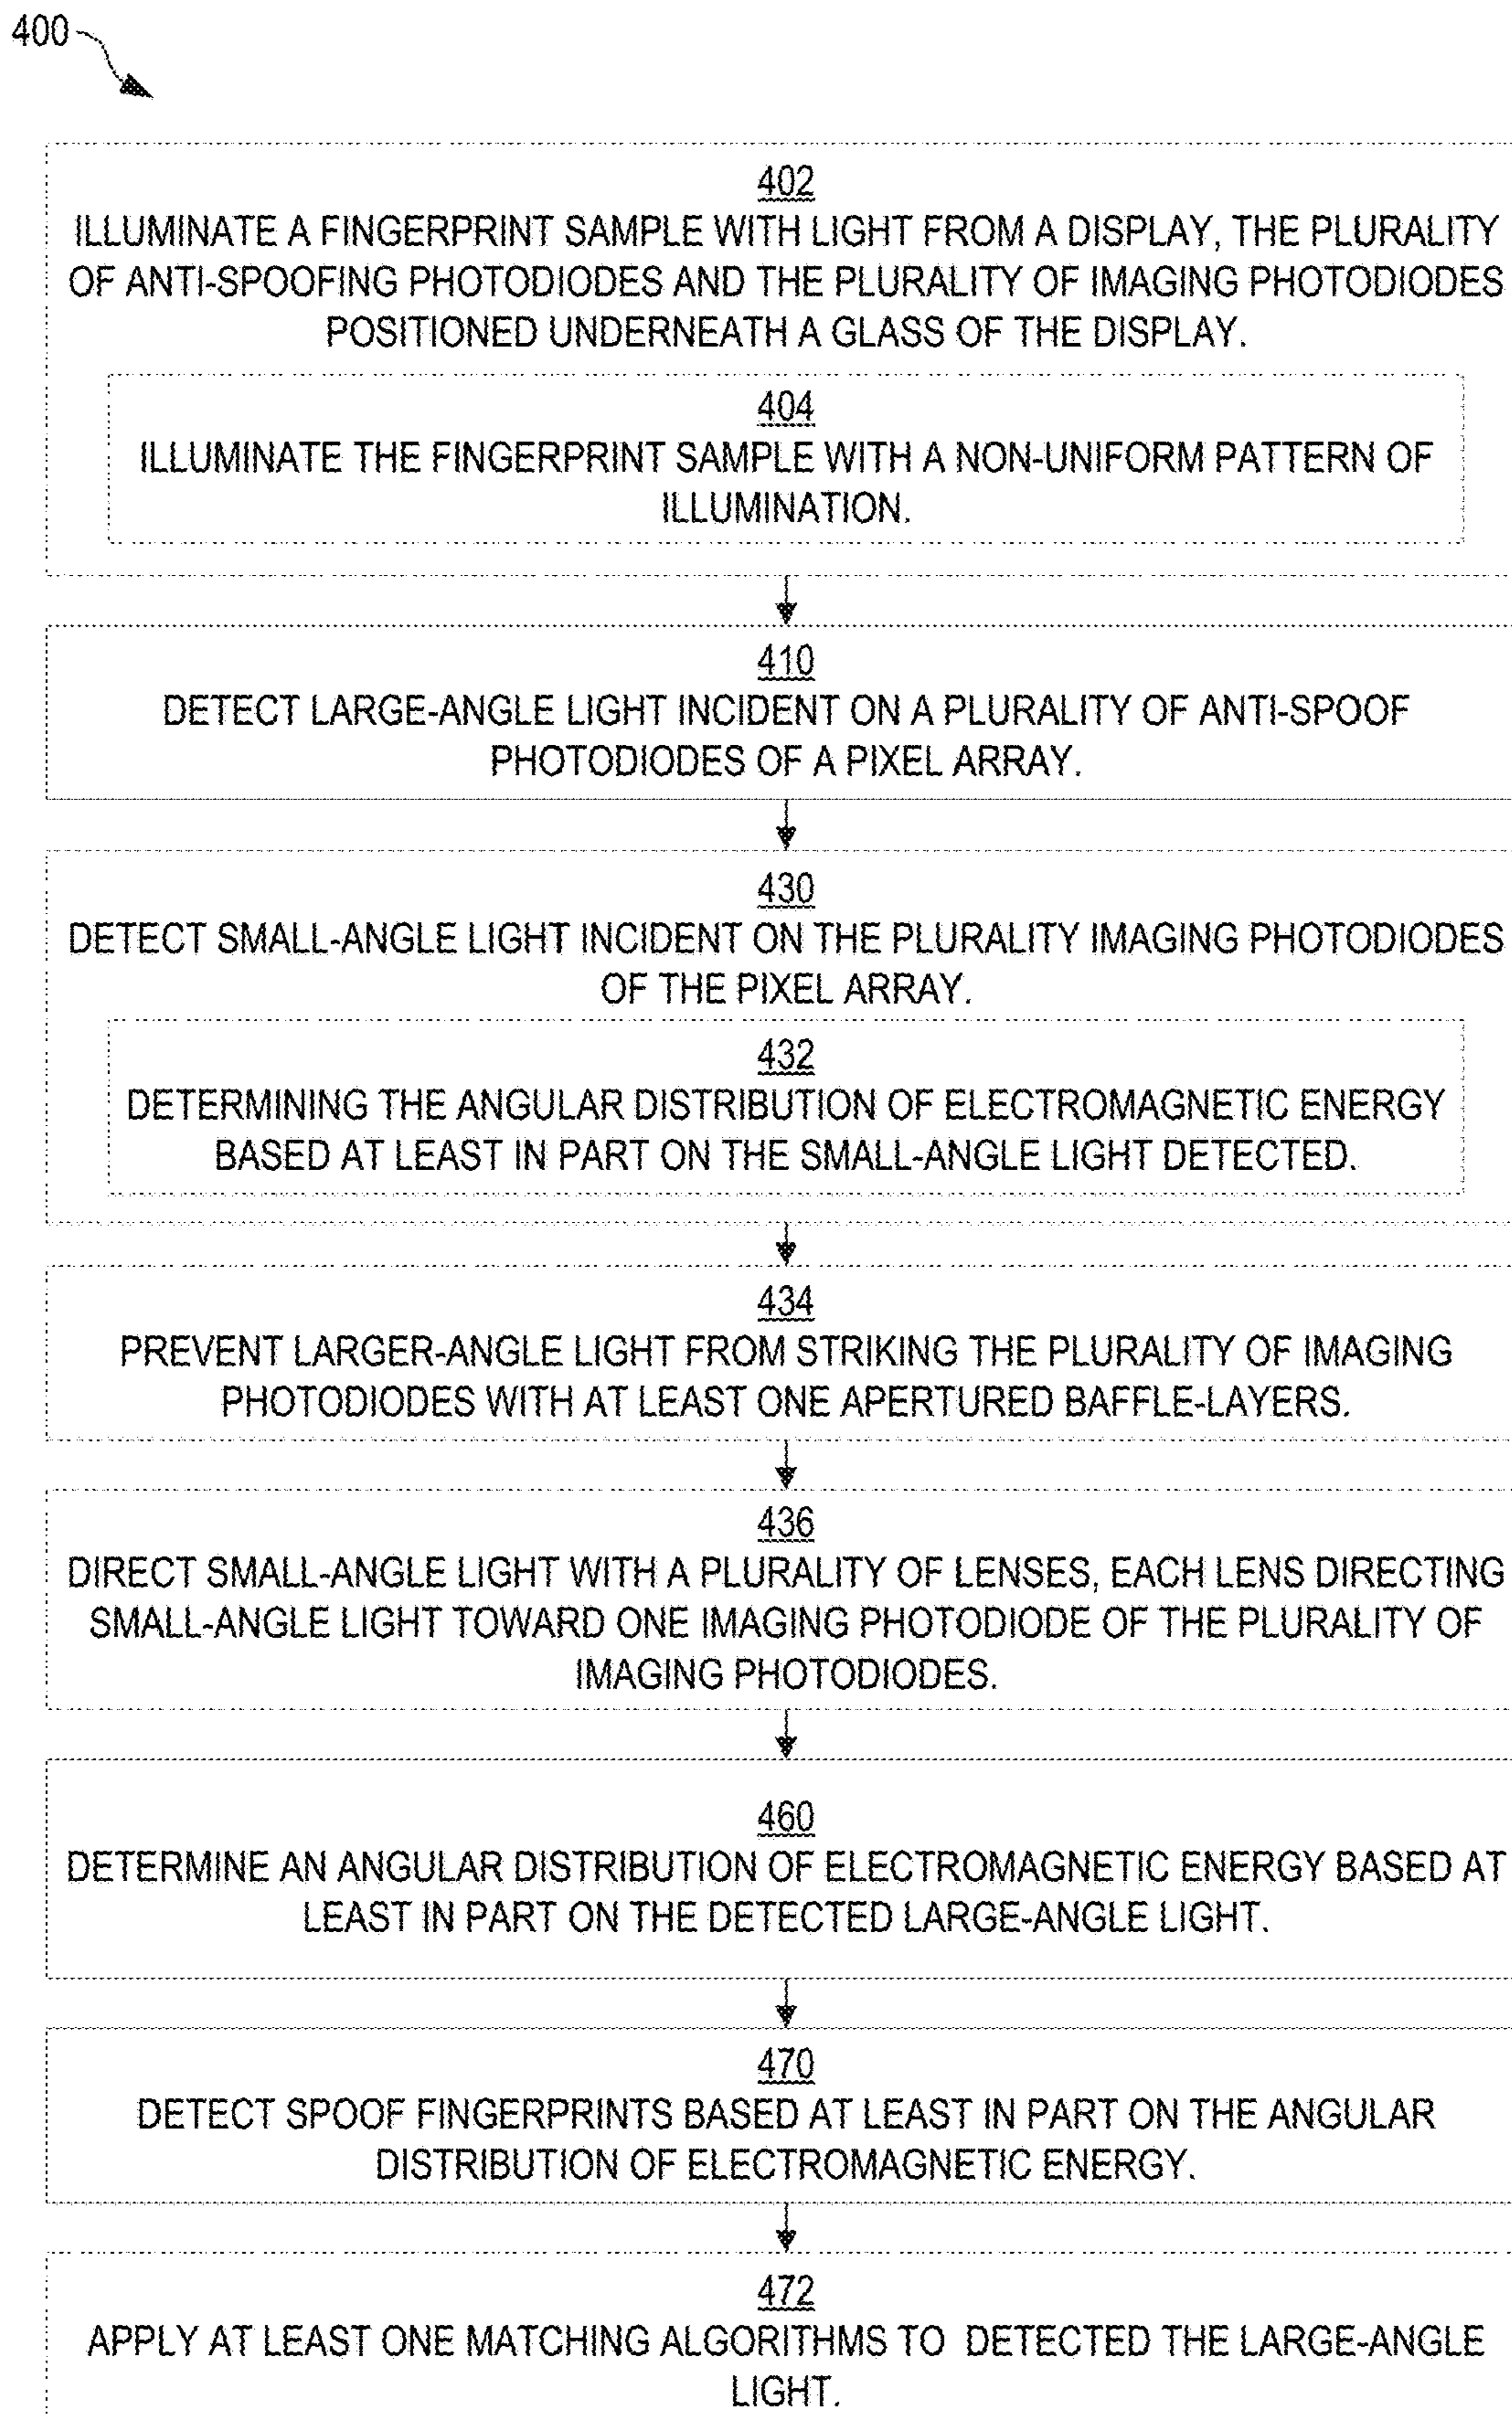 400
402
ILLUMINATE A FINGERPRINT SAMPLE WITH LIGHT FROM A DISPLAY, THE PLURALITY
OF ANTI-SPOOFING PHOTODIODES AND THE PLURALITY OF IMAGING PHOTODIODES
POSITIONED UNDERNEATH A GLASS OF THE DISPLAY.
404
ILLUMINATE THE FINGERPRINT SAMPLE WITH A NON-UNIFORM PATTERN OF
ILLUMINATION.
410
DETECT LARGE-ANGLE LIGHT INCIDENT ON A PLURALITY OF ANTI-SPOOF
PHOTODIODES OF A PIXEL ARRAY.
430
DETECT SMALL-ANGLE LIGHT INCIDENT ON THE PLURALITY IMAGING PHOTODIODES
OF THE PIXEL ARRAY.
432
DETERMINING THE ANGULAR DISTRIBUTION OF ELECTROMAGNETIC ENERGY
BASED AT LEAST IN PART ON THE SMALL-ANGLE LIGHT DETECTED.
434
PREVENT LARGER-ANGLE LIGHT FROM STRIKING THE PLURALITY OF IMAGING
PHOTODIODES WITH AT LEAST ONE APERTURED BAFFLE-LAYERS.
436
DIRECT SMALL-ANGLE LIGHT WITH A PLURALITY OF LENSES, EACH LENS DIRECTING
SMALL-ANGLE LIGHT TOWARD ONE IMAGING PHOTODIODE OF THE PLURALITY OF
IMAGING PHOTODIODES.
460
DETERMINE AN ANGULAR DISTRIBUTION OF ELECTROMAGNETIC ENERGY BASED AT
LEAST IN PART ON THE DETECTED LARGE-ANGLE LIGHT.
470
DETECT SPOOF FINGERPRINTS BASED AT LEAST IN PART ON THE ANGULAR
DISTRIBUTION OF ELECTROMAGNETIC ENERGY.
472
APPLY AT LEAST ONE MATCHING ALGORITHMS TO DETECTED THE LARGE-ANGLE
LIGHT.